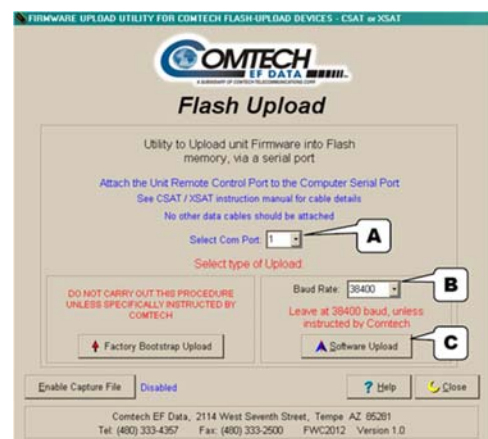 FIRMWARE UPLOAD UTILITY FOR COMTECH FLASH-UPLOAD DEVICES - CSAT or XSAT
COMTECH
EF DATA
A SUBSIDIARY OF COMTECH TELECOMMUNICATIONS CORP
Flash Upload
Utility to Upload unit Firmware into Flash
memory, via a serial port
Attach the Unit Remote Control Port to the Computer Serial Port
See CSAT / XSAT instruction manual for cable details
No other data cables should be attached
Select Com Port: 1
A
Select type of Upload
DO NOT CARRY OUT THIS PROCEDURE
UNLESS SPECIFICALLY INSTRUCTED BY
COMTECH
Factory Bootstrap Upload
Baud Rate: 38400
B
Leave at 38400 baud, unless
instructed by Comtech
Software Upload
C
Enable Capture File
Disabled
Help
Close
Comtech EF Data, 2114 West Seventh Street, Tempe AZ 85281
Tel: (480) 333-4357 Fax: (480) 333-2500 FWC2012 Version 1.0